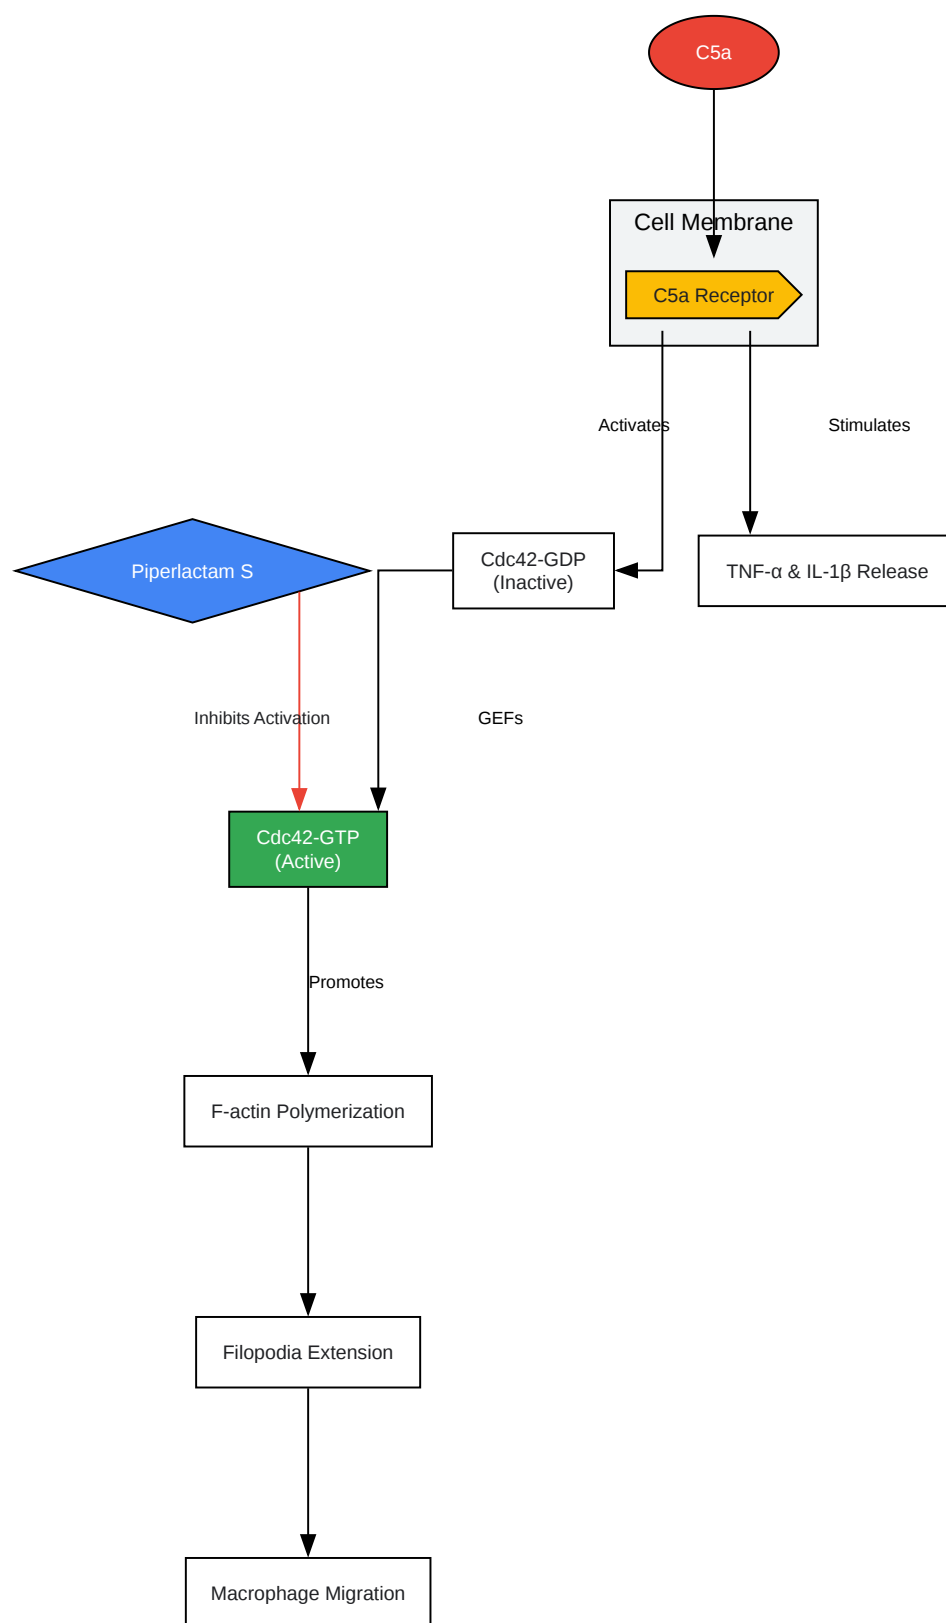 C5a
Cell Membrane
C5a Receptor
Activates
Stimulates
Piperlactam S
Cdc42-GDP
(Inactive)
TNF-α & IL-1β Release
Inhibits Activation
GEFs
Cdc42-GTP
(Active)
Promotes
F-actin Polymerization
Filopodia Extension
Macrophage Migration